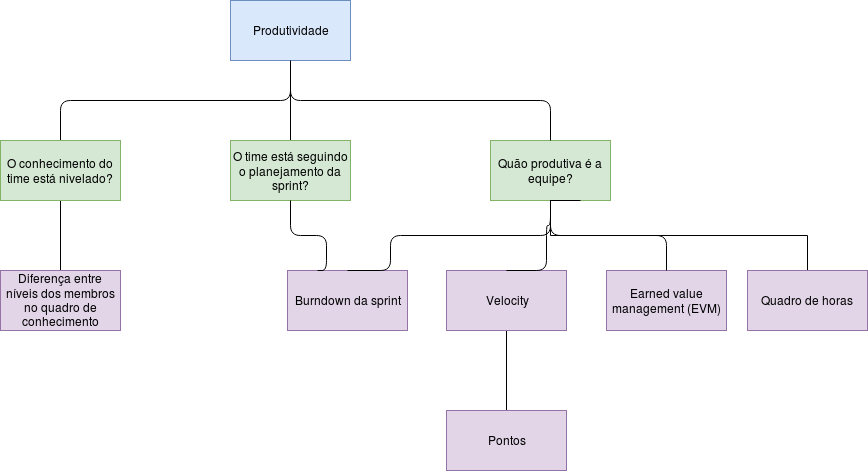 Produtividade
O conhecimento do
time está nivelado?
O time está seguindo
o planejamento da
sprint?
Quão produtiva é a
equipe?
Diferença entre
níveis dos membros
no quadro de
conhecimento
Burndown da sprint
Velocity
Earned value
management (EVM)
Quadro de horas
Pontos